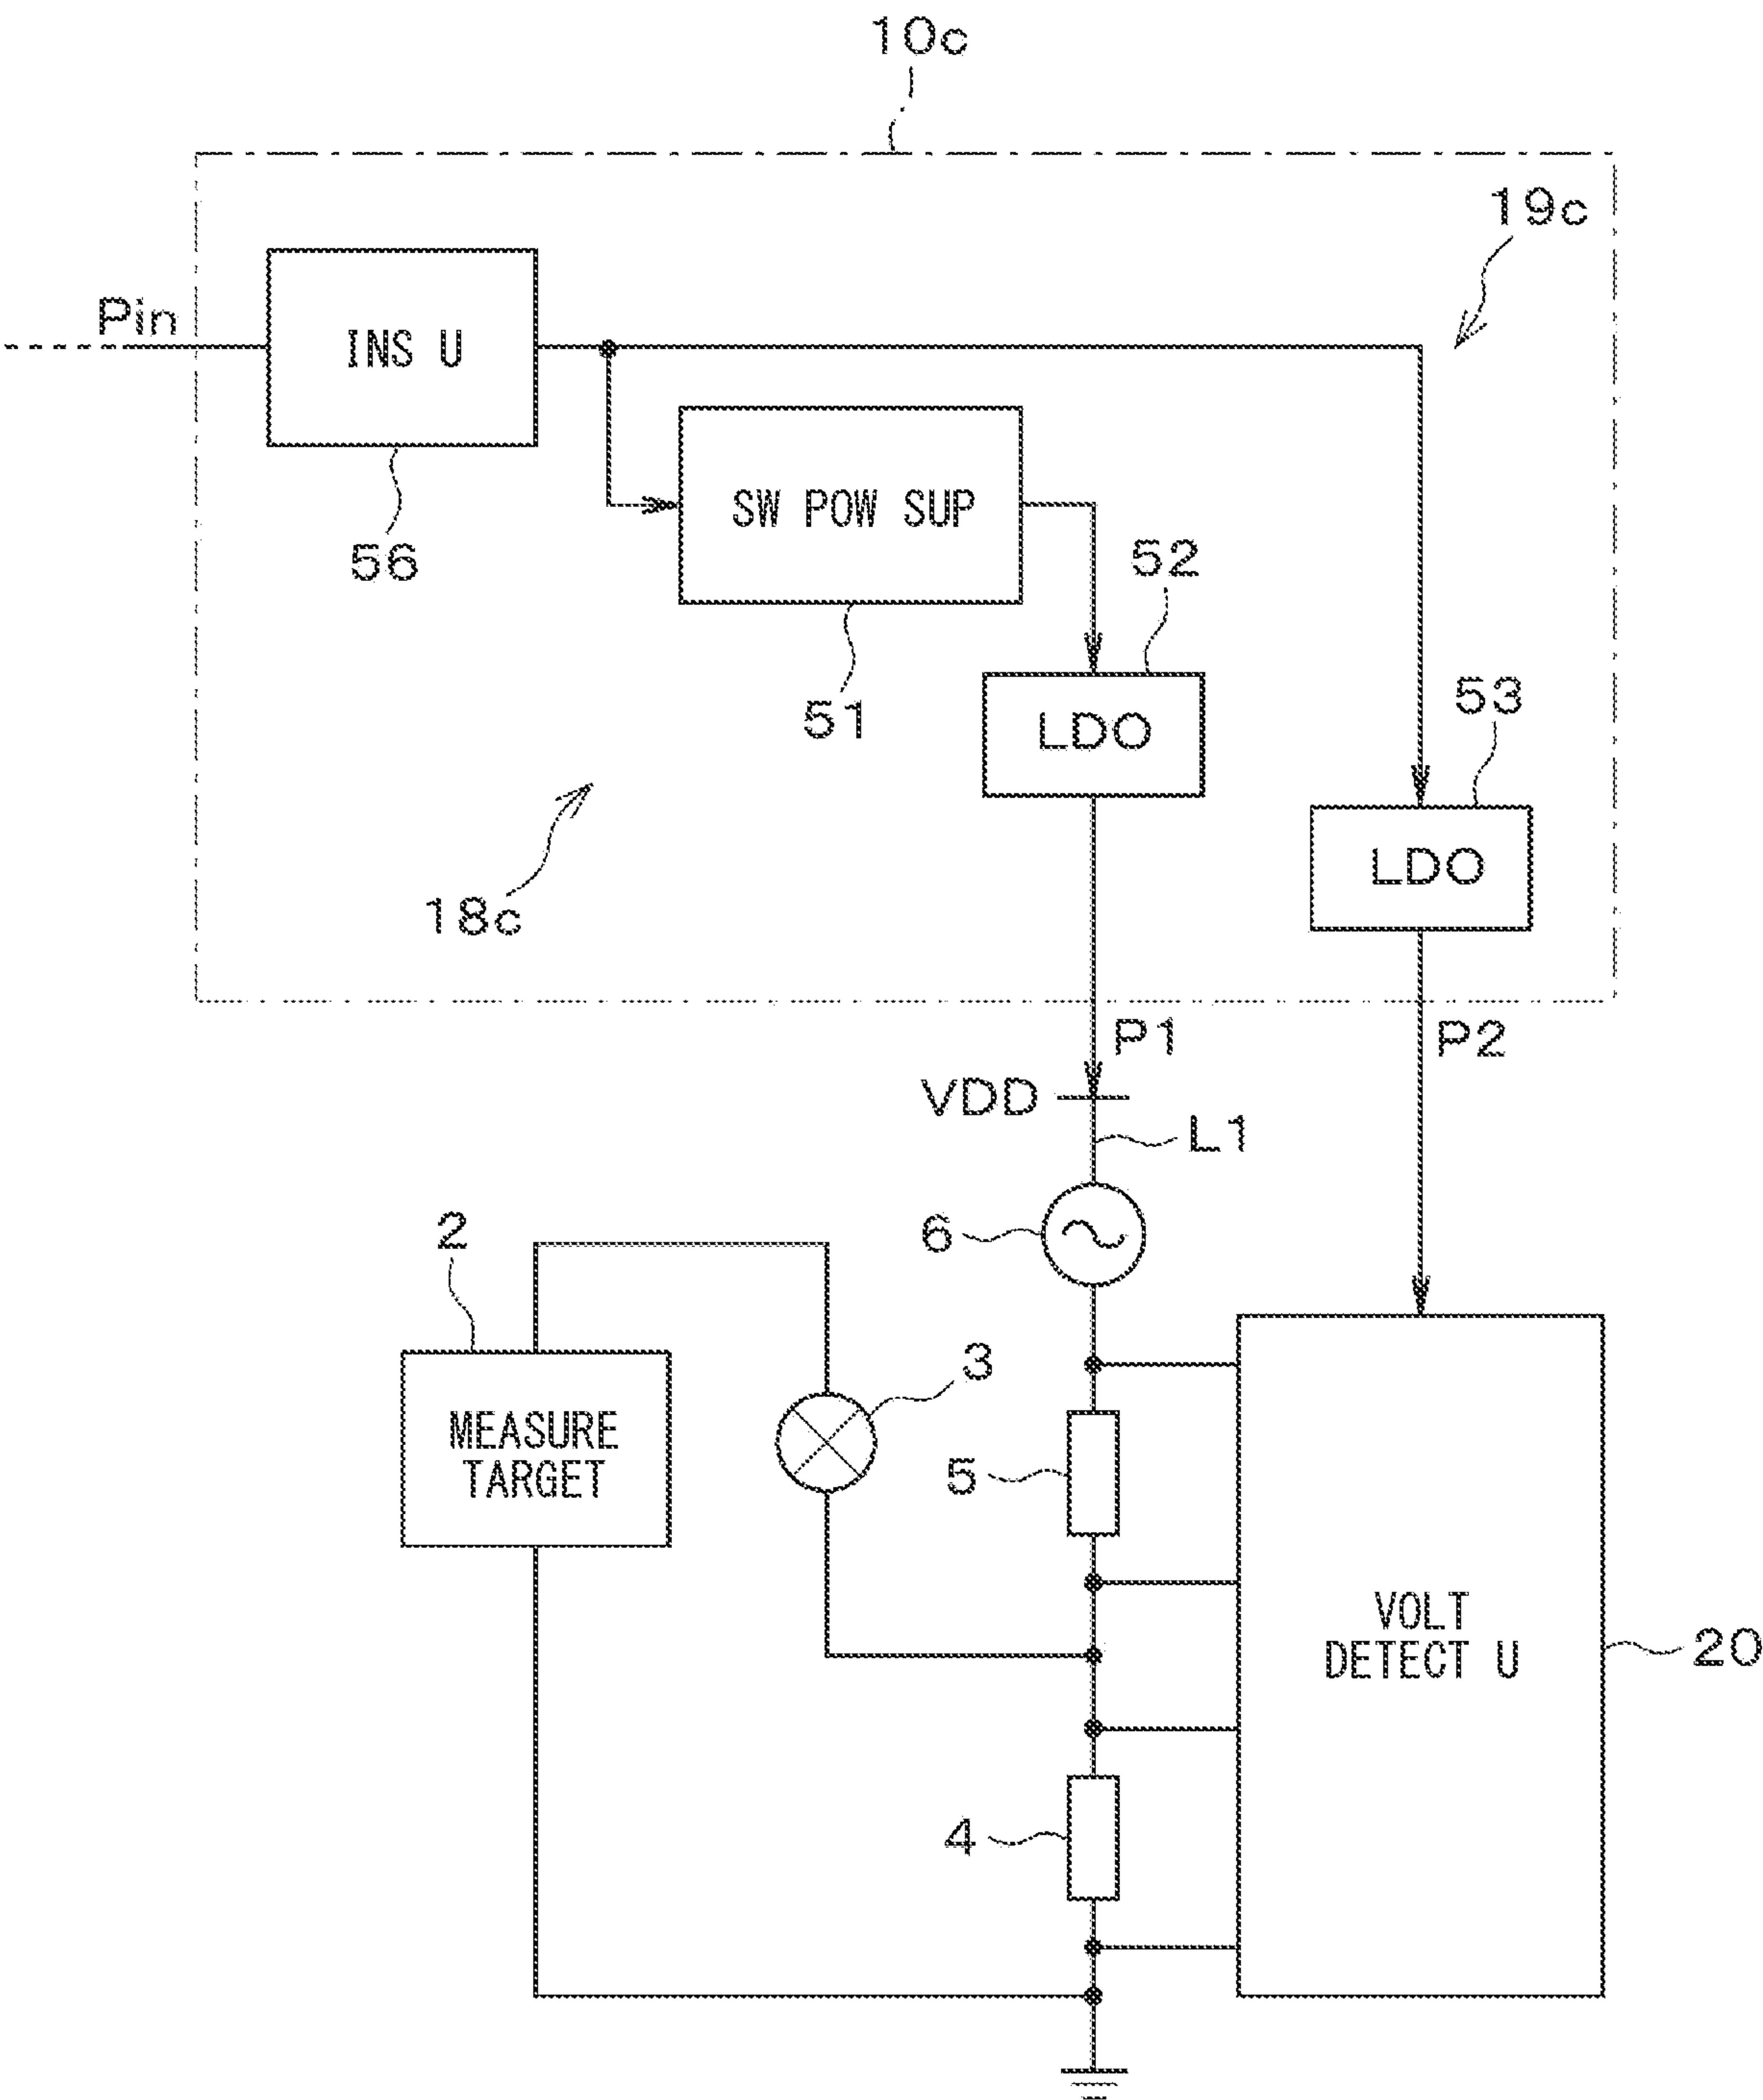 10c
19c
Pin
INS U
SW POW SUP
56
52
51
LDO
53
LDO
18c
P1
P2
VDD
L1
2
6
3
MEASURE
TARGET
5
VOLT
DETECT U
20
4